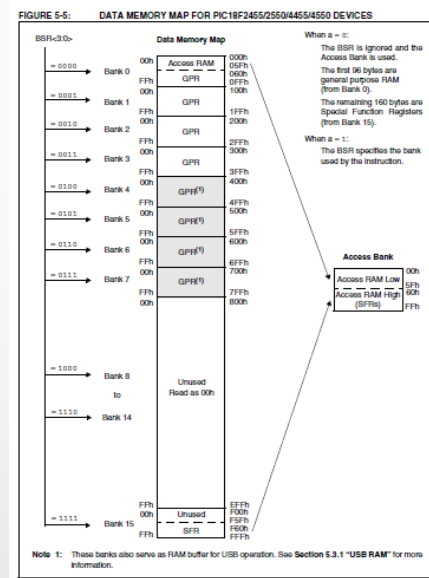 FIGURE 5-5: DATA MEMORY MAP FOR PIC18F2455/2550/4455/4550 DEVICES
BSR<3:0>
Data Memory Map
= 0000
Bank 0
00h
FFh
Access RAM
GPR
000h
05Fh
060h
0FFh
= 0001
Bank 1
00h
FFh
GPR
100h
1FFh
= 0010
Bank 2
00h
FFh
GPR
200h
2FFh
= 0011
Bank 3
00h
FFh
GPR
300h
3FFh
= 0100
Bank 4
00h
FFh
GPR(1)
400h
4FFh
= 0101
Bank 5
00h
FFh
GPR(1)
500h
5FFh
= 0110
Bank 6
00h
FFh
GPR(1)
600h
6FFh
= 0111
Bank 7
00h
FFh
GPR(1)
700h
7FFh
00h
800h
= 1000
Bank 8
to
= 1110
Bank 14
Unused
Read as 00h
FFh
EFFh
= 1111
Bank 15
00h
FFh
Unused
SFR
F00h
F5Fh
F60h
FFFh
When a = 0:
The BSR is ignored and the
Access Bank is used.
The first 96 bytes are
general purpose RAM
(from Bank 0).
The remaining 160 bytes are
Special Function Registers
(from Bank 15).
When a = 1:
The BSR specifies the bank
used by the instruction.
Access Bank
Access RAM Low
Access RAM High
(SFRs)
00h
5Fh
60h
FFh
Note 1: These banks also serve as RAM buffer for USB operation. See Section 5.3.1 "USB RAM" for more
information.